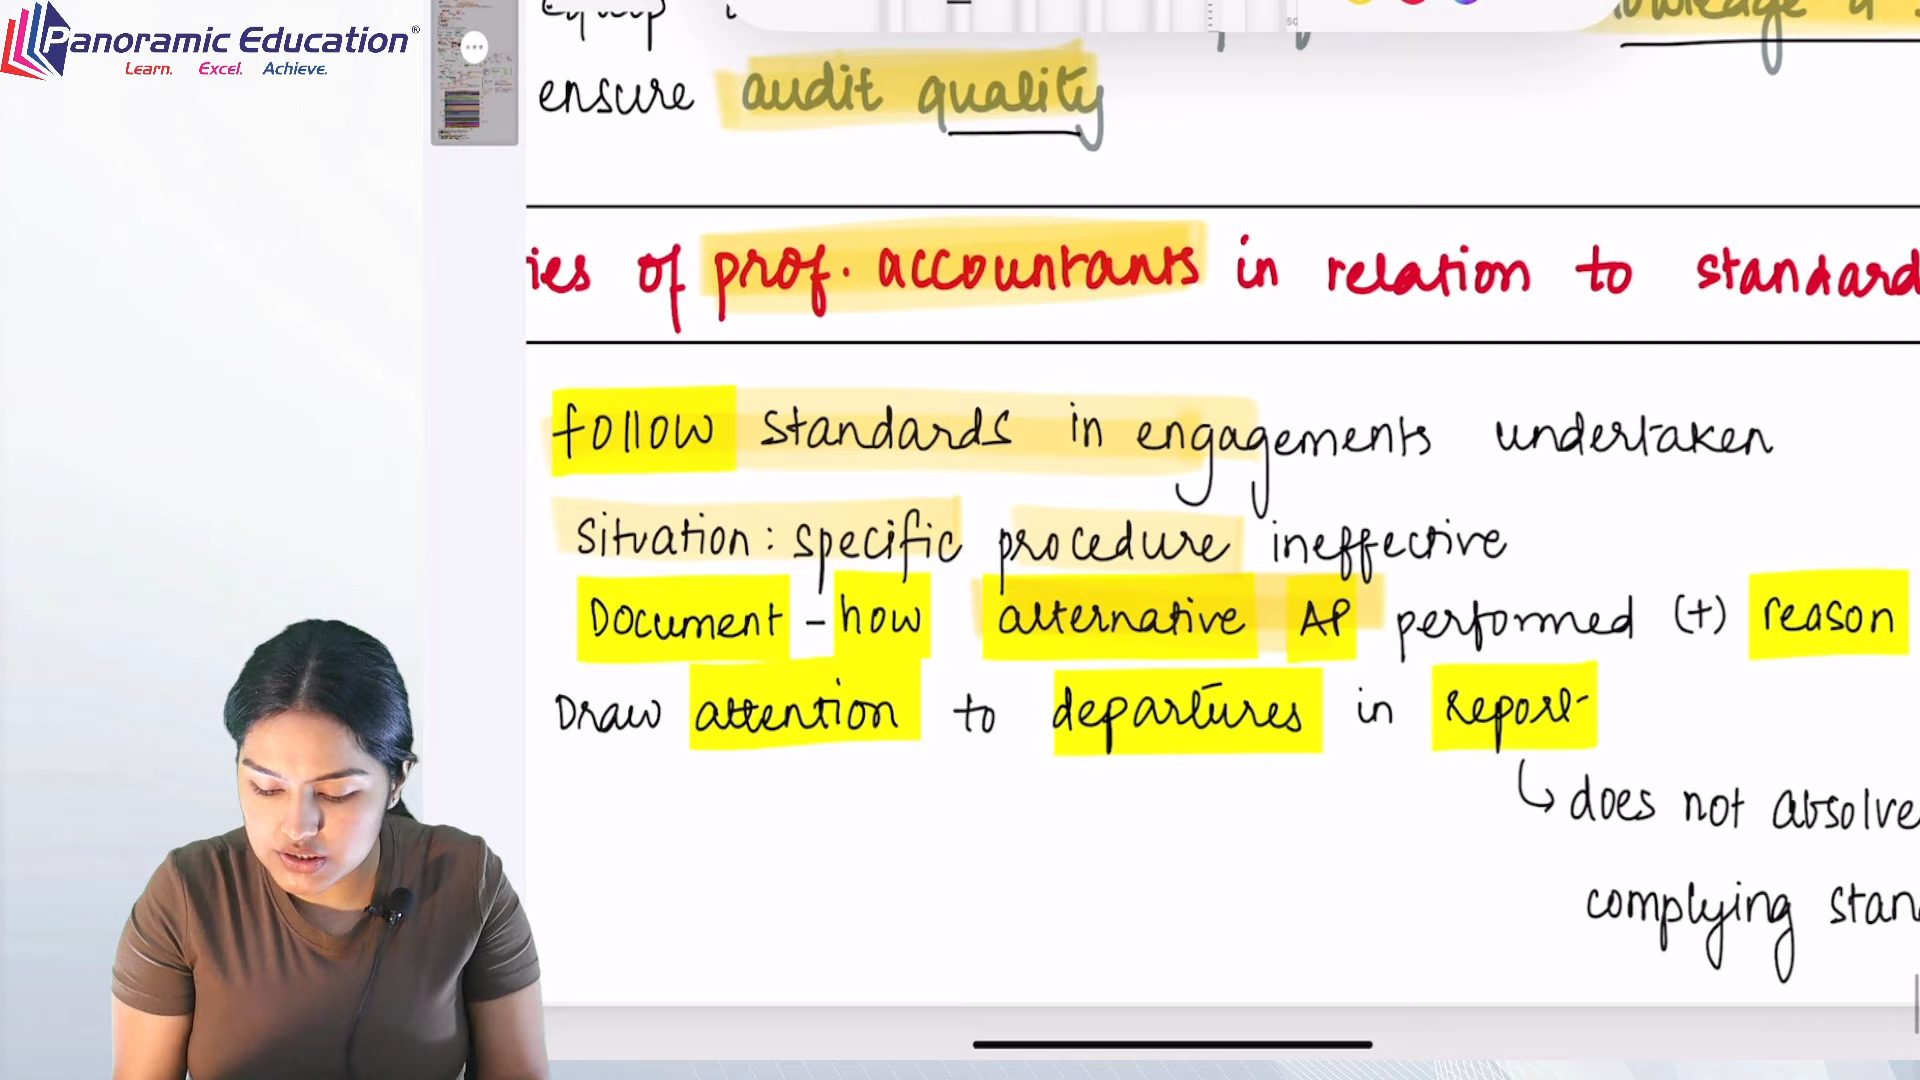 Panoramic Education®
Learn. Excel. Achieve.
ensure audit quality
ies of prof. accountants in relation to standard
follow standards in engagements undertaken
Situation: specific procedure ineffective
Document - how alternative AP performed (+) reason
Draw attention to departures in report
↳ does not absolve
complying stan